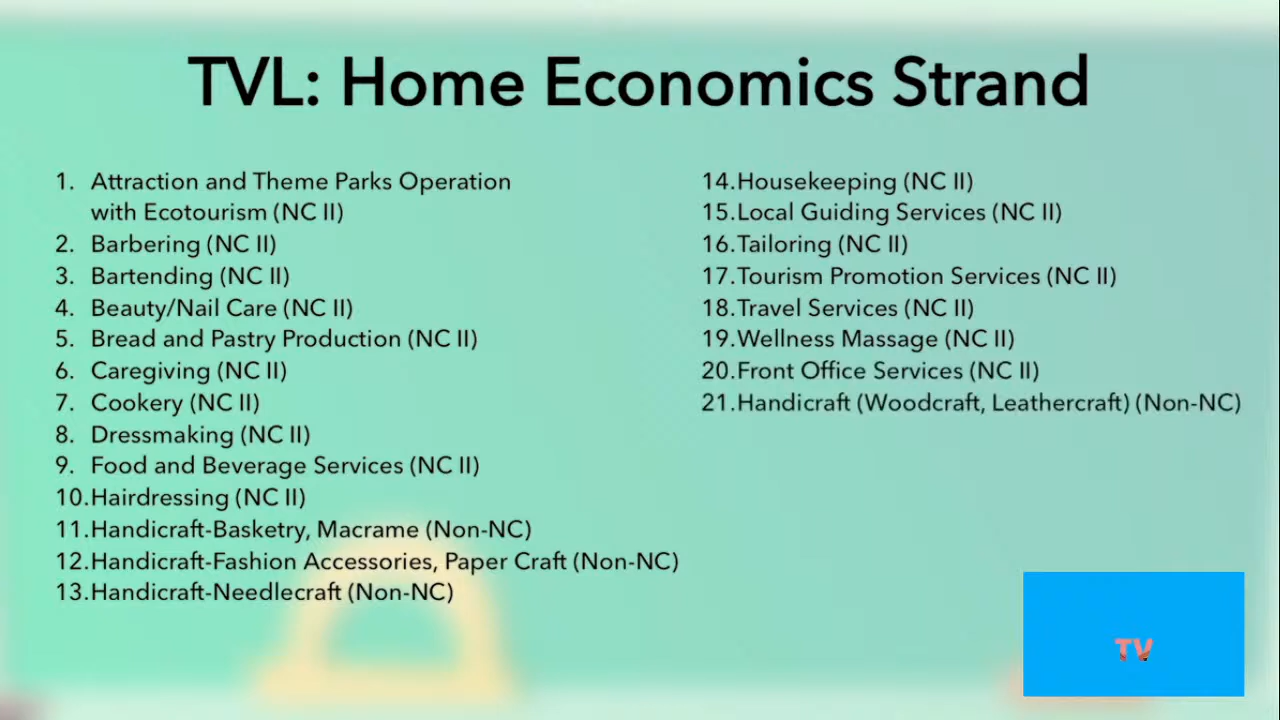 TVL: Home Economics Strand
1. Attraction and Theme Parks Operation
with Ecotourism (NC II)
2. Barbering (NC II)
3. Bartending (NC II)
4. Beauty/Nail Care (NC II)
5. Bread and Pastry Production (NC II)
6. Caregiving (NC II)
7. Cookery (NC II)
8. Dressmaking (NC II)
9. Food and Beverage Services (NC II)
10.Hairdressing (NC II)
11.Handicraft-Basketry, Macrame (Non-NC)
12.Handicraft-Fashion Accessories, Paper Craft (Non-NC)
13.Handicraft-Needlecraft (Non-NC)
14.Housekeeping (NC II)
15.Local Guiding Services (NC II)
16.Tailoring (NC II)
17.Tourism Promotion Services (NC II)
18.Travel Services (NC II)
19.Wellness Massage (NC II)
20.Front Office Services (NC II)
21.Handicraft (Woodcraft, Leathercraft) (Non-NC)
TV